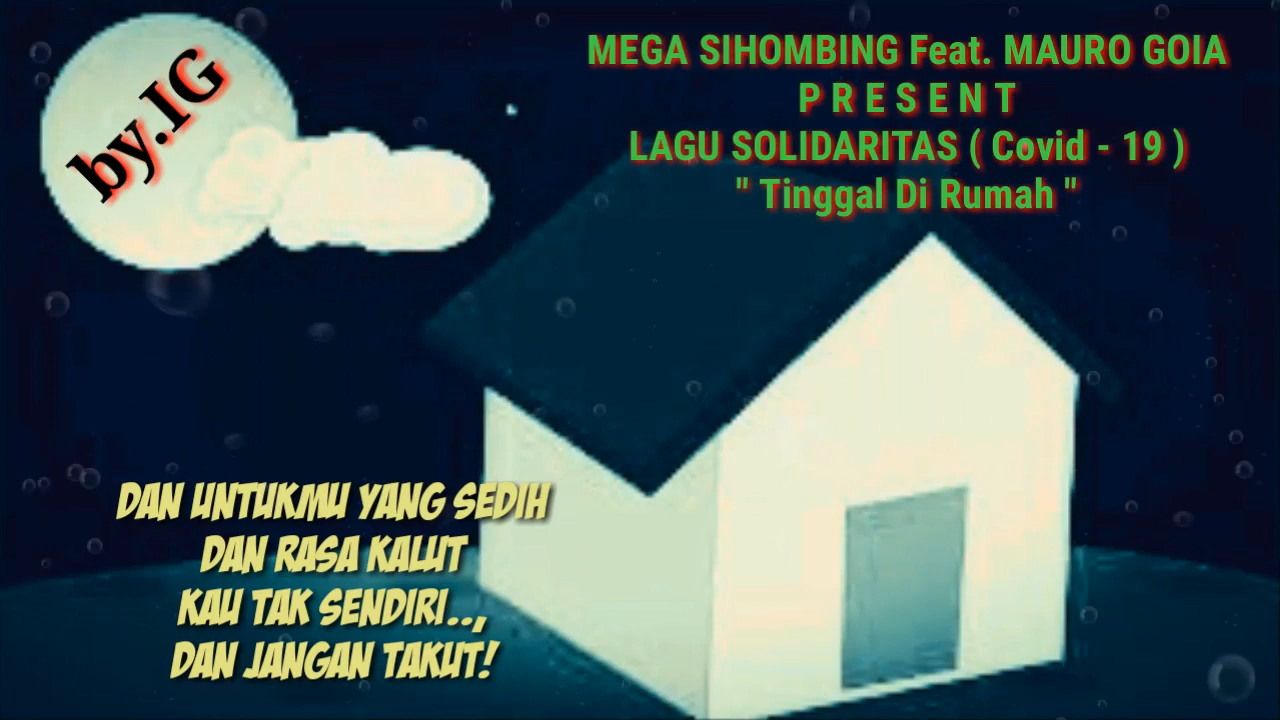 by.IG
MEGA SIHOMBING Feat. MAURO GOIA
P R E S E N T
LAGU SOLIDARITAS ( Covid - 19 )
" Tinggal Di Rumah "
DAN UNTUKMU YANG SEDIH
DAN RASA KALUT
KAU TAK SENDIRI..,
DAN JANGAN TAKUT!